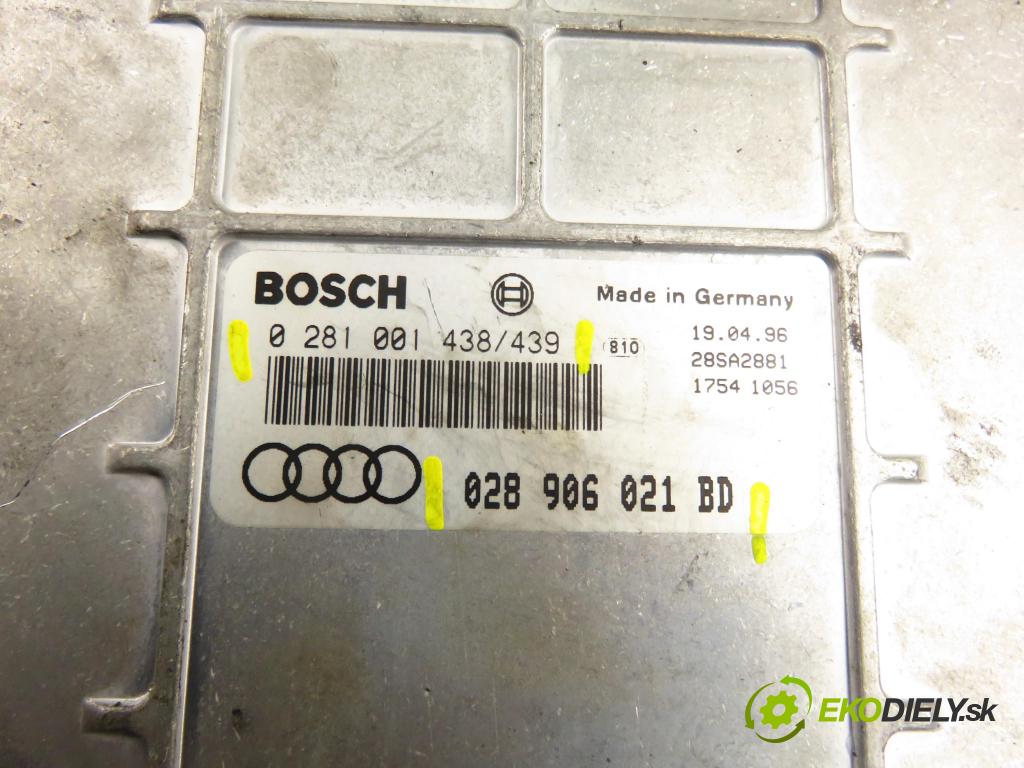 BOSCH
Made in Germany
0 281 001 438/439
810
19.04.96
28SA2881
1754 1056
028 906 021 BD
EKODIELY.sk